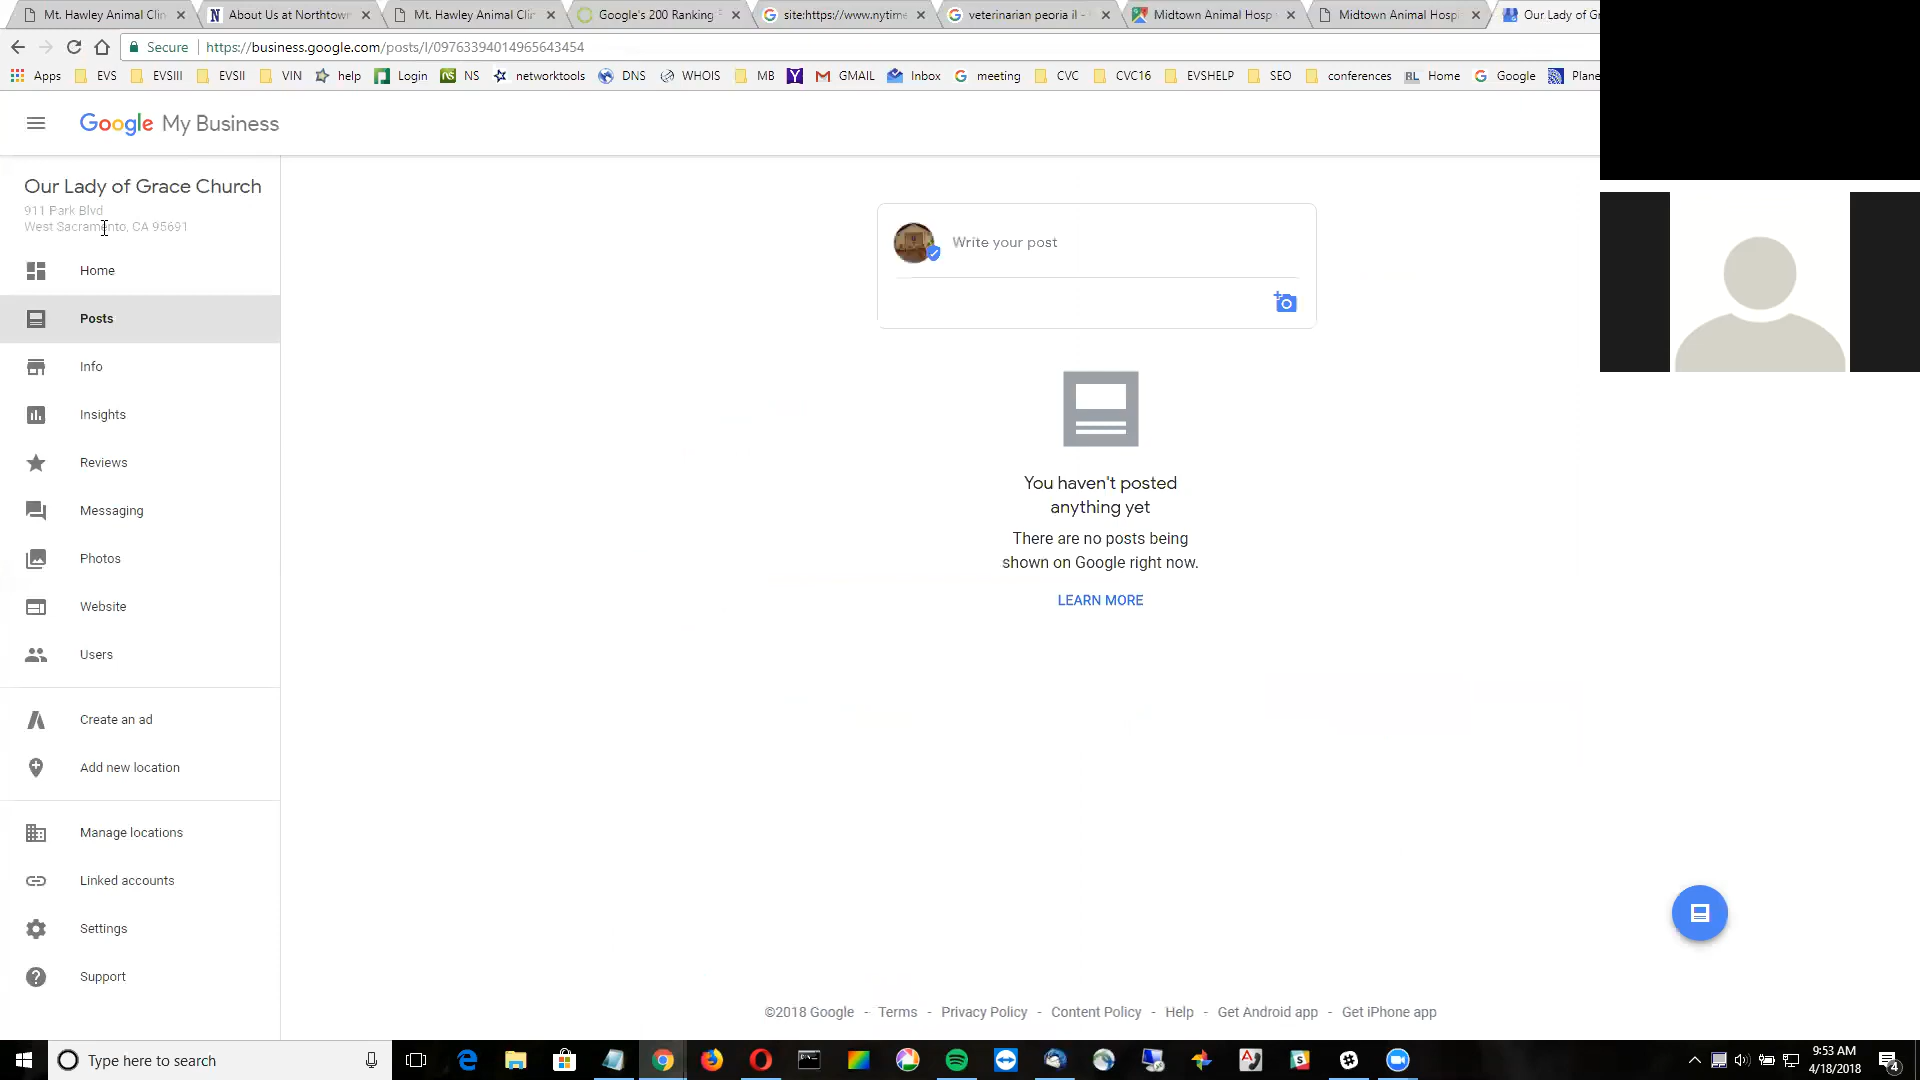 Mt. Hawley Animal Clin
About Us at Northtown
Mt. Hawley Animal Clin
Google's 200 Ranking
site:https://www.nytime
veterinarian peoria il -
Midtown Animal Hosp
Midtown Animal Hospi
Our Lady of G
Secure https://business.google.com/posts/l/09763394014965643454
Apps EVS EVSIII EVSII VIN help Login NS networktools DNS WHOIS MB GMAIL Inbox meeting CVC CVC16 EVSHELP SEO conferences Home Google Plane
Google My Business
Our Lady of Grace Church
911 Park Blvd
West Sacramento, CA 95691
Home
Posts
Info
Insights
Reviews
Messaging
Photos
Website
Users
Create an ad
Add new location
Manage locations
Linked accounts
Settings
Support
Write your post
You haven't posted
anything yet
There are no posts being
shown on Google right now.
LEARN MORE
©2018 Google - Terms - Privacy Policy - Content Policy - Help - Get Android app - Get iPhone app
Type here to search
9:53 AM
4/18/2018
4